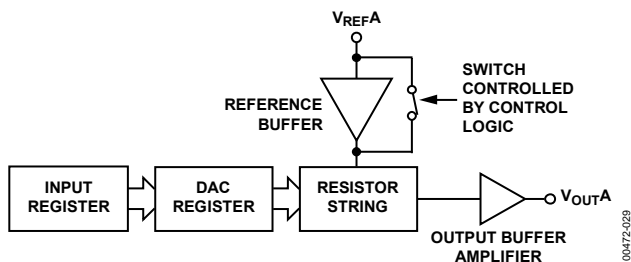 VREFA
REFERENCE
BUFFER
SWITCH
CONTROLLED
BY CONTROL
LOGIC
INPUT
REGISTER
DAC
REGISTER
RESISTOR
STRING
VOUTA
OUTPUT BUFFER
AMPLIFIER
00472-029